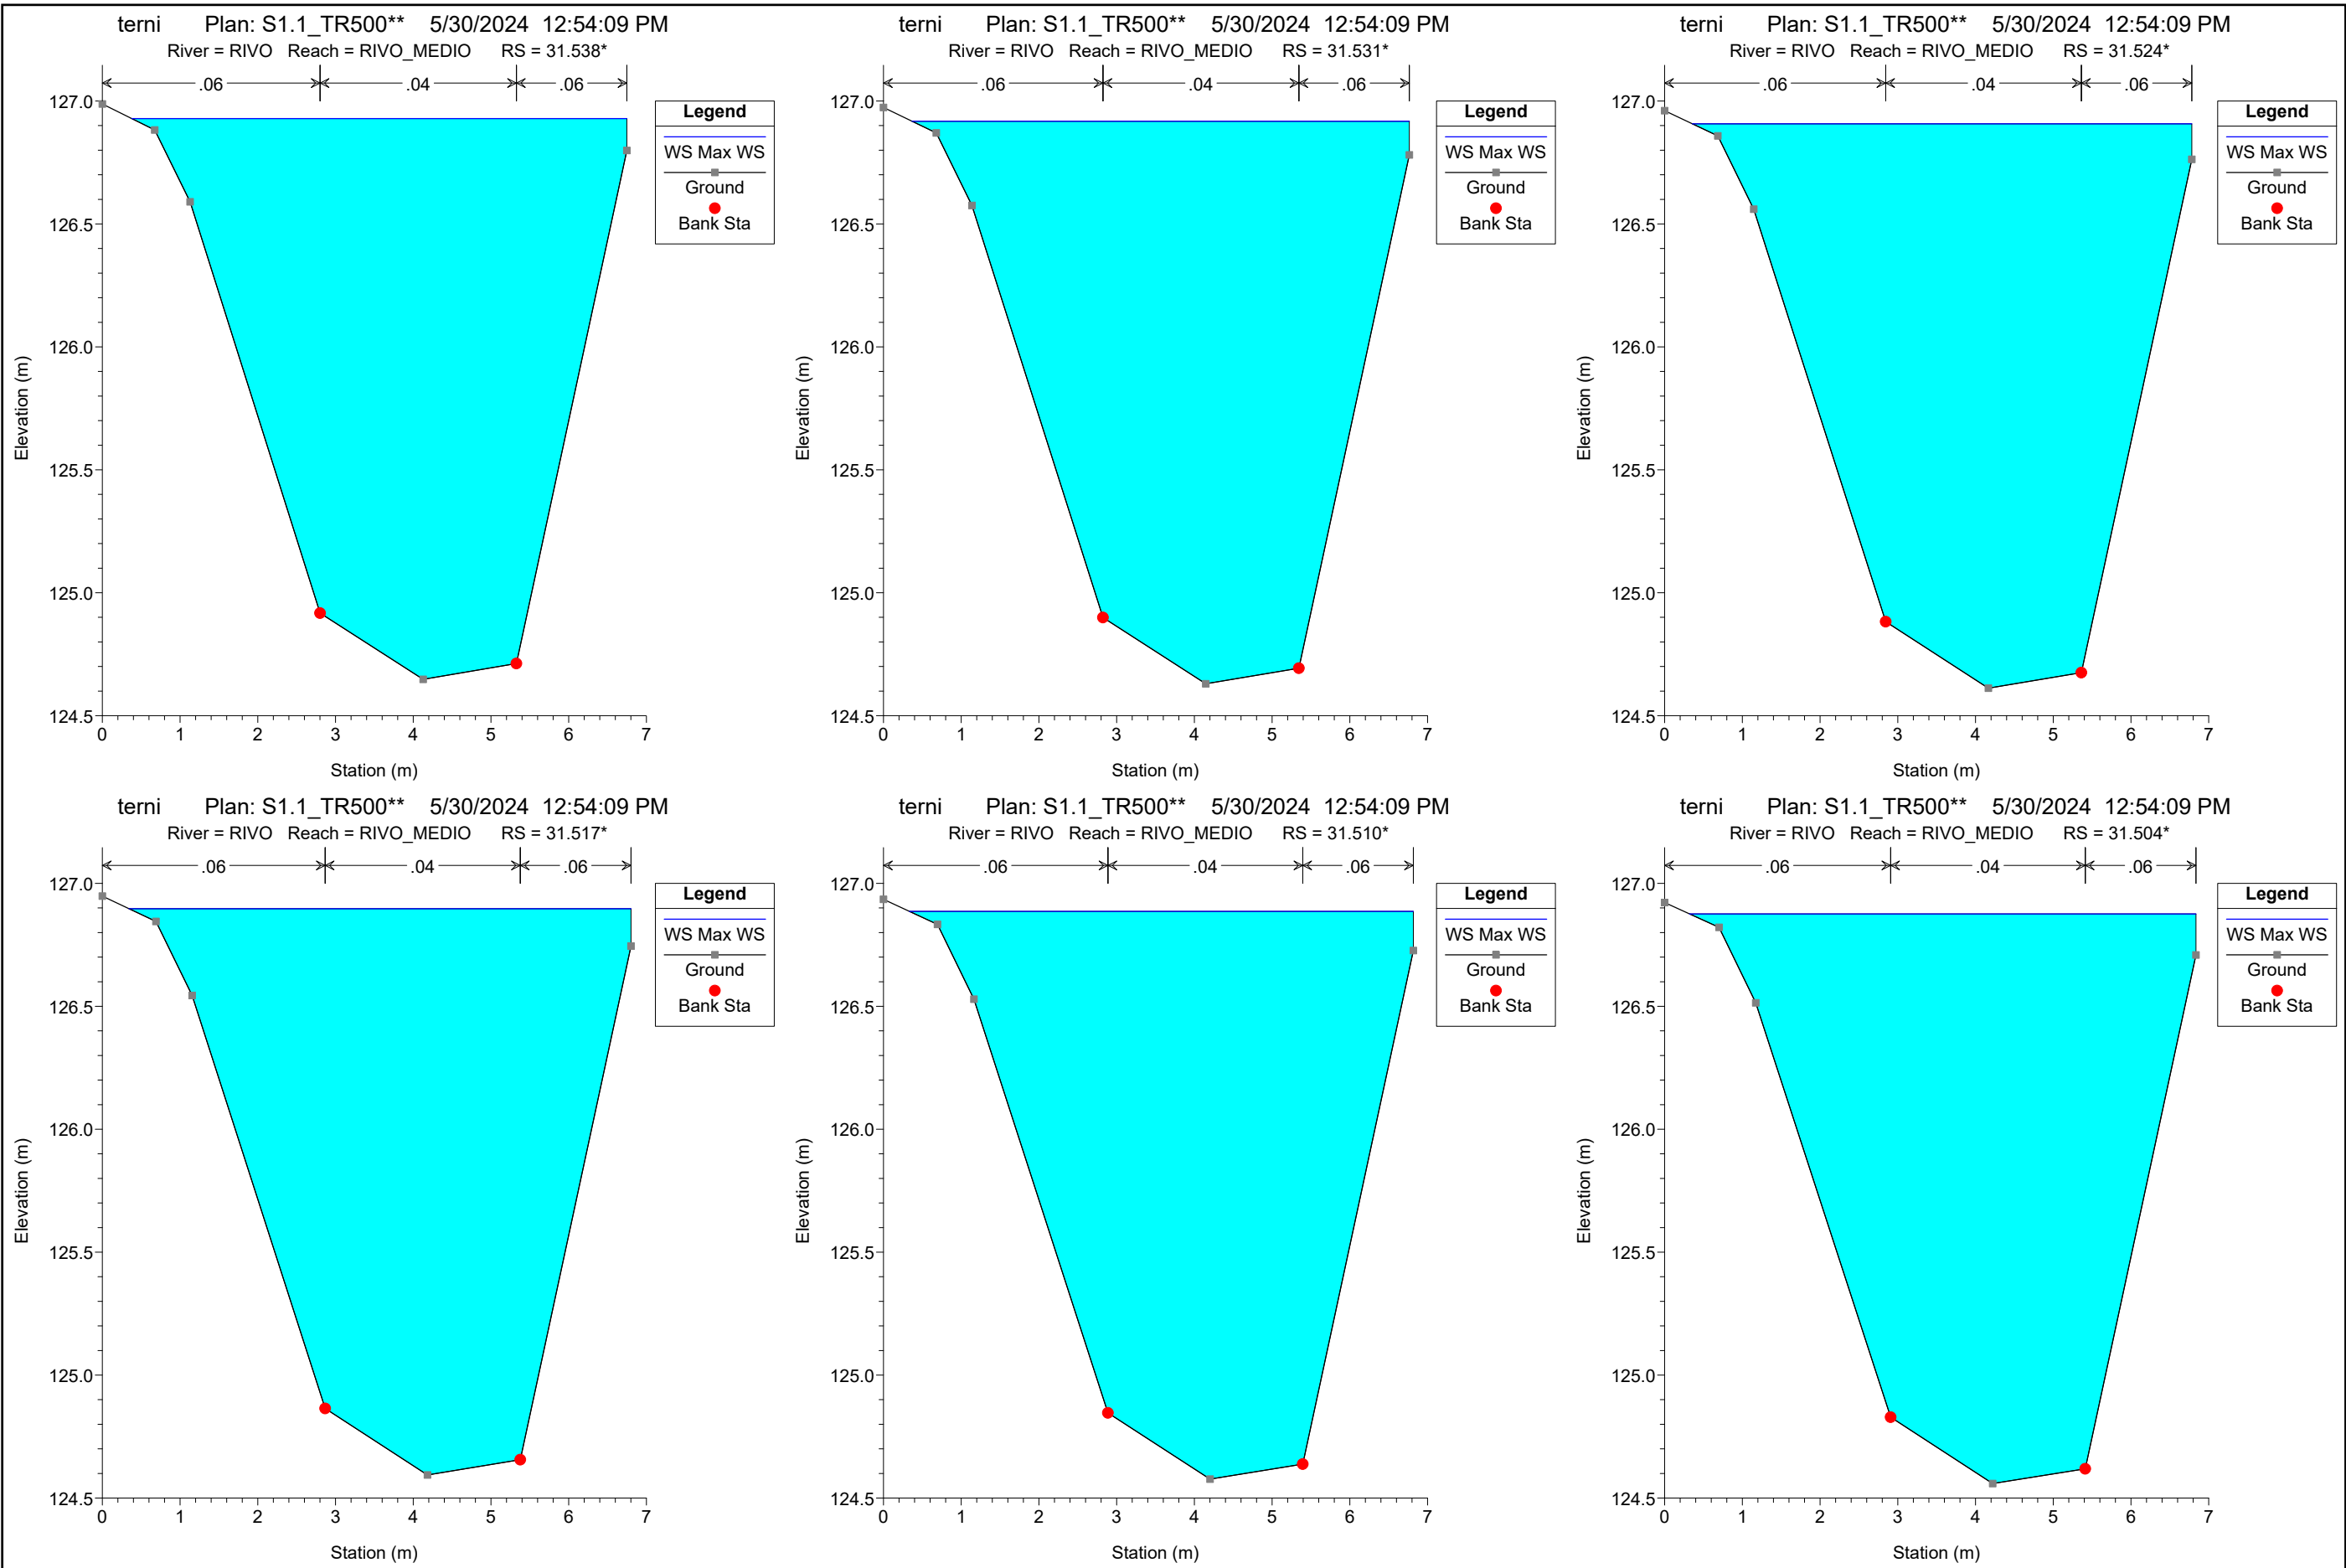 terni Plan: S1.1_TR500** 5/30/2024 12:54:09 PM
River = RIVO Reach = RIVO_MEDIO RS = 31.538*
.06 .04 .06
127.0
126.5
126.0
125.5
125.0
124.5
0 1 2 3 4 5 6 7
Station (m)
Elevation (m)
Legend
WS Max WS
Ground
Bank Sta
terni Plan: S1.1_TR500** 5/30/2024 12:54:09 PM
River = RIVO Reach = RIVO_MEDIO RS = 31.531*
.06 .04 .06
127.0
126.5
126.0
125.5
125.0
124.5
0 1 2 3 4 5 6 7
Station (m)
Elevation (m)
Legend
WS Max WS
Ground
Bank Sta
terni Plan: S1.1_TR500** 5/30/2024 12:54:09 PM
River = RIVO Reach = RIVO_MEDIO RS = 31.524*
.06 .04 .06
127.0
126.5
126.0
125.5
125.0
124.5
0 1 2 3 4 5 6 7
Station (m)
Elevation (m)
Legend
WS Max WS
Ground
Bank Sta
terni Plan: S1.1_TR500** 5/30/2024 12:54:09 PM
River = RIVO Reach = RIVO_MEDIO RS = 31.517*
.06 .04 .06
127.0
126.5
126.0
125.5
125.0
124.5
0 1 2 3 4 5 6 7
Station (m)
Elevation (m)
Legend
WS Max WS
Ground
Bank Sta
terni Plan: S1.1_TR500** 5/30/2024 12:54:09 PM
River = RIVO Reach = RIVO_MEDIO RS = 31.510*
.06 .04 .06
127.0
126.5
126.0
125.5
125.0
124.5
0 1 2 3 4 5 6 7
Station (m)
Elevation (m)
Legend
WS Max WS
Ground
Bank Sta
terni Plan: S1.1_TR500** 5/30/2024 12:54:09 PM
River = RIVO Reach = RIVO_MEDIO RS = 31.504*
.06 .04 .06
127.0
126.5
126.0
125.5
125.0
124.5
0 1 2 3 4 5 6 7
Station (m)
Elevation (m)
Legend
WS Max WS
Ground
Bank Sta